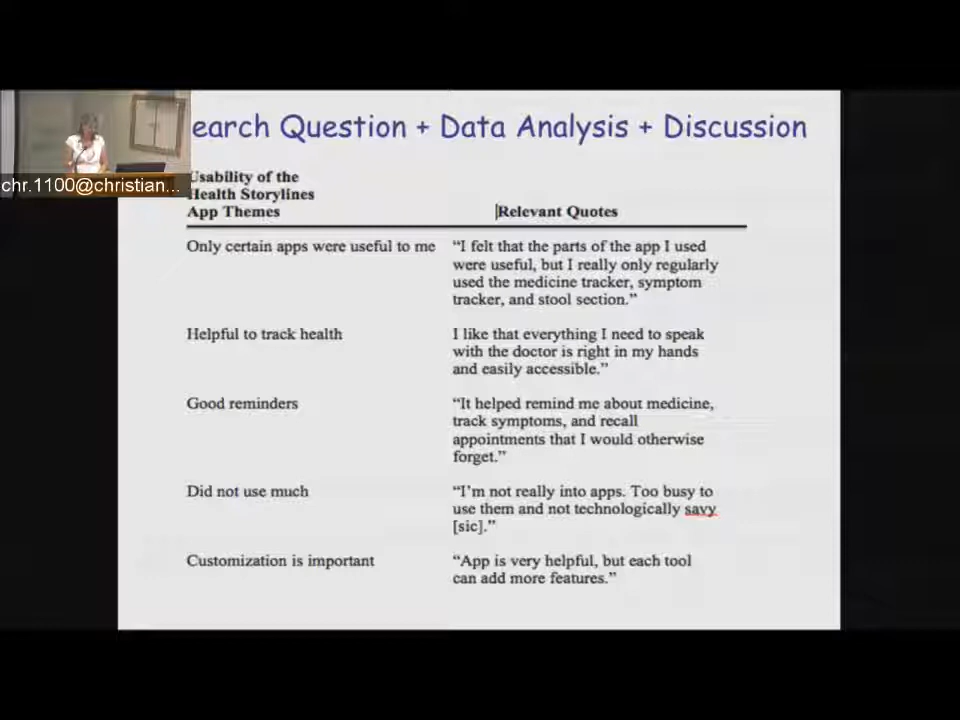 earch Question + Data Analysis + Discussion
chr.1100@christian...
Usability of the
Health Storylines
App Themes
Relevant Quotes
Only certain apps were useful to me
“I felt that the parts of the app I used
were useful, but I really only regularly
used the medicine tracker, symptom
tracker, and stool section.”
Helpful to track health
I like that everything I need to speak
with the doctor is right in my hands
and easily accessible.”
Good reminders
“It helped remind me about medicine,
track symptoms, and recall
appointments that I would otherwise
forget.”
Did not use much
“I’m not really into apps. Too busy to
use them and not technologically savy
[sic].”
Customization is important
“App is very helpful, but each tool
can add more features.”